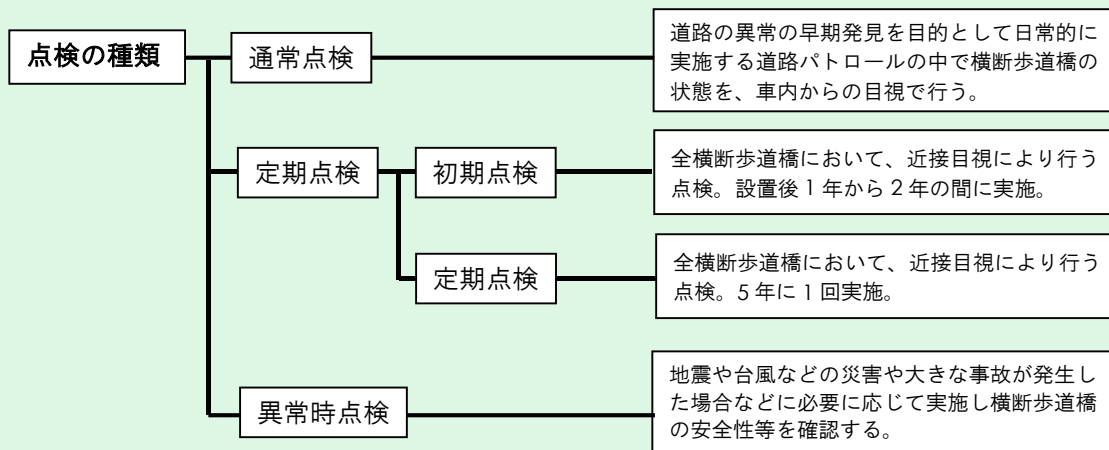 点検の種類
通常点検
道路の異常の早期発見を目的として日常的に
実施する道路パトロールの中で横断歩道橋の
状態を、車内からの目視で行う。
定期点検
初期点検
全横断歩道橋において、近接目視により行う
点検。設置後1年から2年の間に実施。
定期点検
全横断歩道橋において、近接目視により行う
点検。5年に1回実施。
異常時点検
地震や台風などの災害や大きな事故が発生し
た場合などに必要に応じて実施し横断歩道橋
の安全性等を確認する。